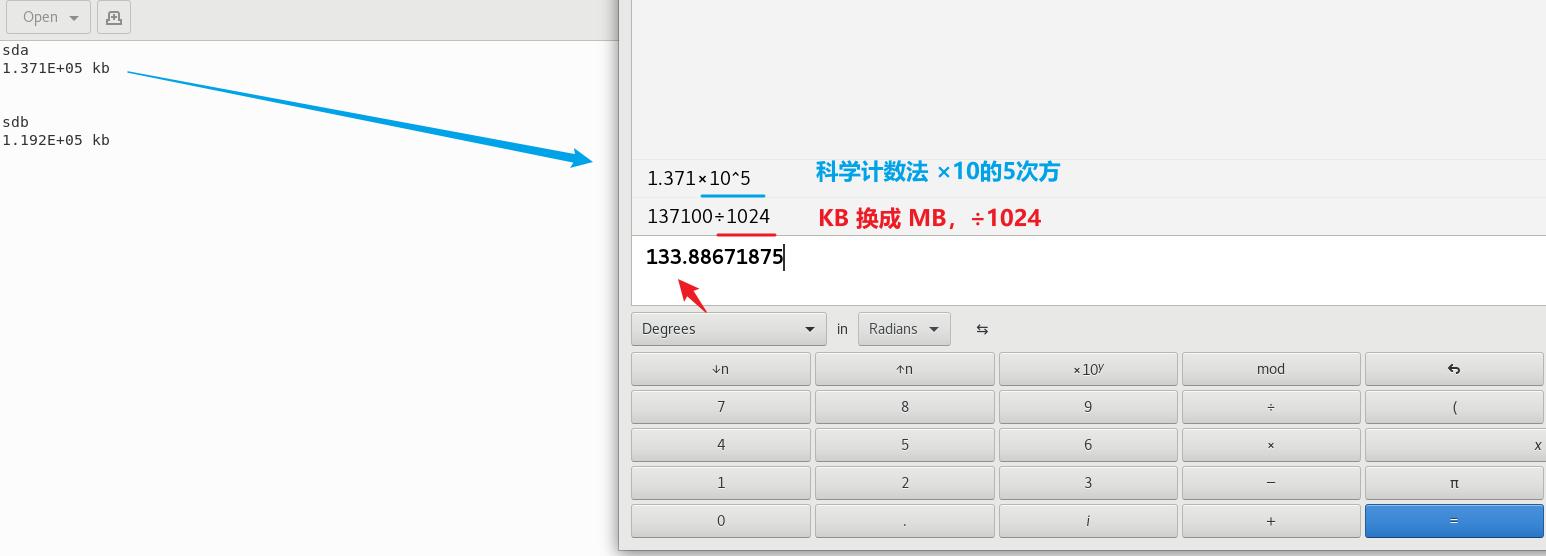 Open
sda
1.371E+05 kb
sdb
1.192E+05 kb
1.371×10^5
科学计数法 ×10的5次方
137100÷1024
KB 换成 MB，÷1024
133.88671875
Degrees in Radians ⇆
↓n ↑n ×10ʸ mod
7 8 9 ÷ (
4 5 6 × x
1 2 3 − π
0 . i + =